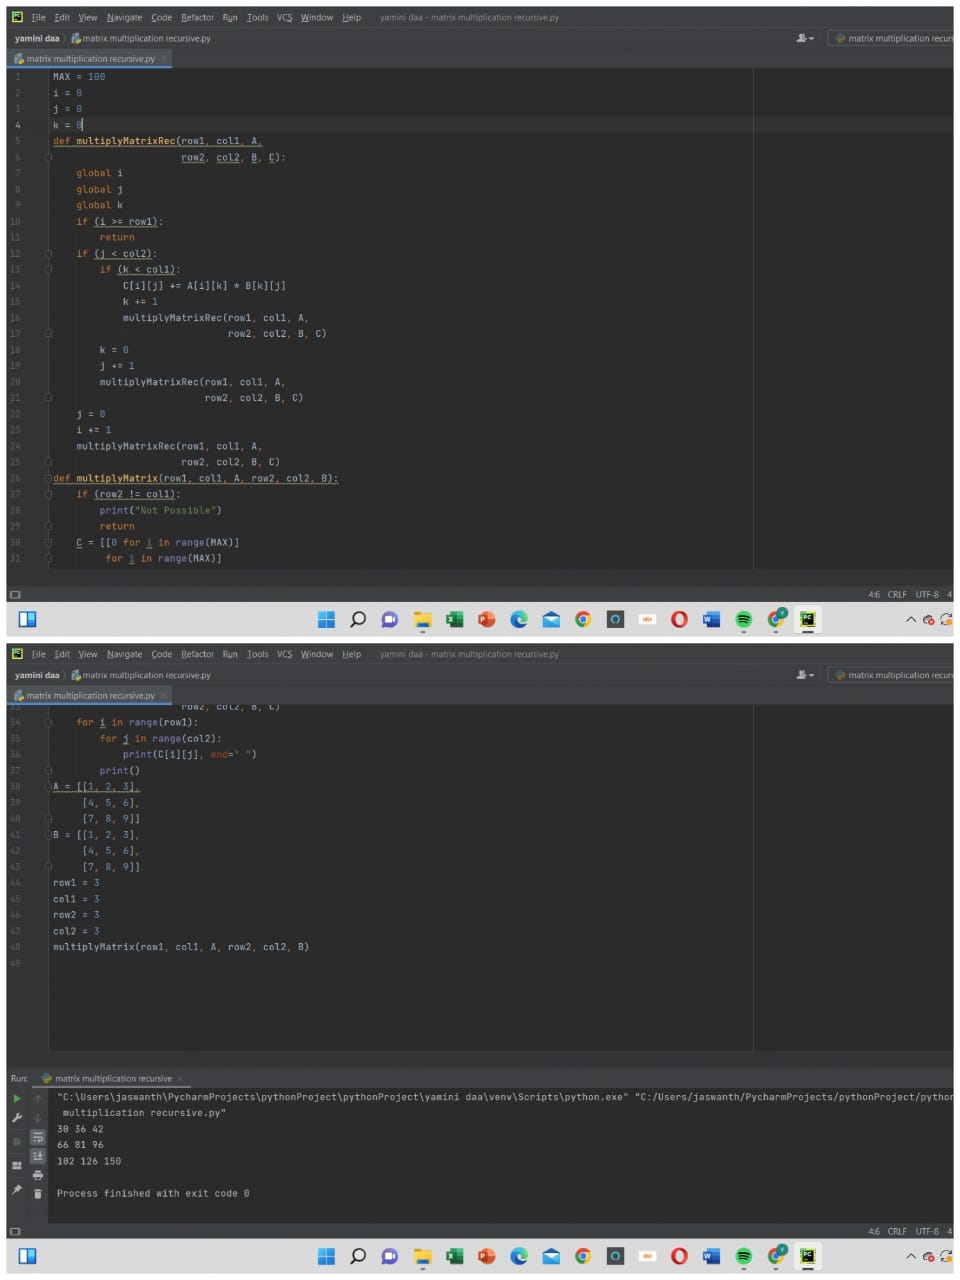 File Edit View Navigate Code Refactor Run Tools VCS Window Help yamini daa - matrix multiplication recursive.py
yamini daa matrix multiplication recursive.py matrix multiplication recur
matrix multiplication recursive.py
1 MAX = 100
2 i = 0
3 j = 0
4 k = 0
5 def multiplyMatrixRec(row1, col1, A,
6 row2, col2, B, C):
7 global i
8 global j
9 global k
10 if (i >= row1):
11 return
12 if (j < col2):
13 if (k < col1):
14 C[i][j] += A[i][k] * B[k][j]
15 k += 1
16 multiplyMatrixRec(row1, col1, A,
17 row2, col2, B, C)
18 k = 0
19 j += 1
20 multiplyMatrixRec(row1, col1, A,
21 row2, col2, B, C)
22 j = 0
23 i += 1
24 multiplyMatrixRec(row1, col1, A,
25 row2, col2, B, C)
26 def multiplyMatrix(row1, col1, A, row2, col2, B):
27 if (row2 != col1):
28 print("Not Possible")
29 return
30 C = [[0 for i in range(MAX)]
31 for i in range(MAX)]
4:6 CRLF UTF-8 4
File Edit View Navigate Code Refactor Run Tools VCS Window Help yamini daa - matrix multiplication recursive.py
yamini daa matrix multiplication recursive.py matrix multiplication recur
matrix multiplication recursive.py
33 row2, col2, B, C)
34 for i in range(row1):
35 for j in range(col2):
36 print(C[i][j], end=" ")
37 print()
38 A = [[1, 2, 3],
39 [4, 5, 6],
40 [7, 8, 9]]
41 B = [[1, 2, 3],
42 [4, 5, 6],
43 [7, 8, 9]]
44 row1 = 3
45 col1 = 3
46 row2 = 3
47 col2 = 3
48 multiplyMatrix(row1, col1, A, row2, col2, B)
49
Run: matrix multiplication recursive
"C:\Users\jaswanth\PycharmProjects\pythonProject\pythonProject\yamini daa\venv\Scripts\python.exe" "C:/Users/jaswanth/PycharmProjects/pythonProject/python
multiplication recursive.py"
30 36 42
66 81 96
102 126 150
Process finished with exit code 0
4:6 CRLF UTF-8 4